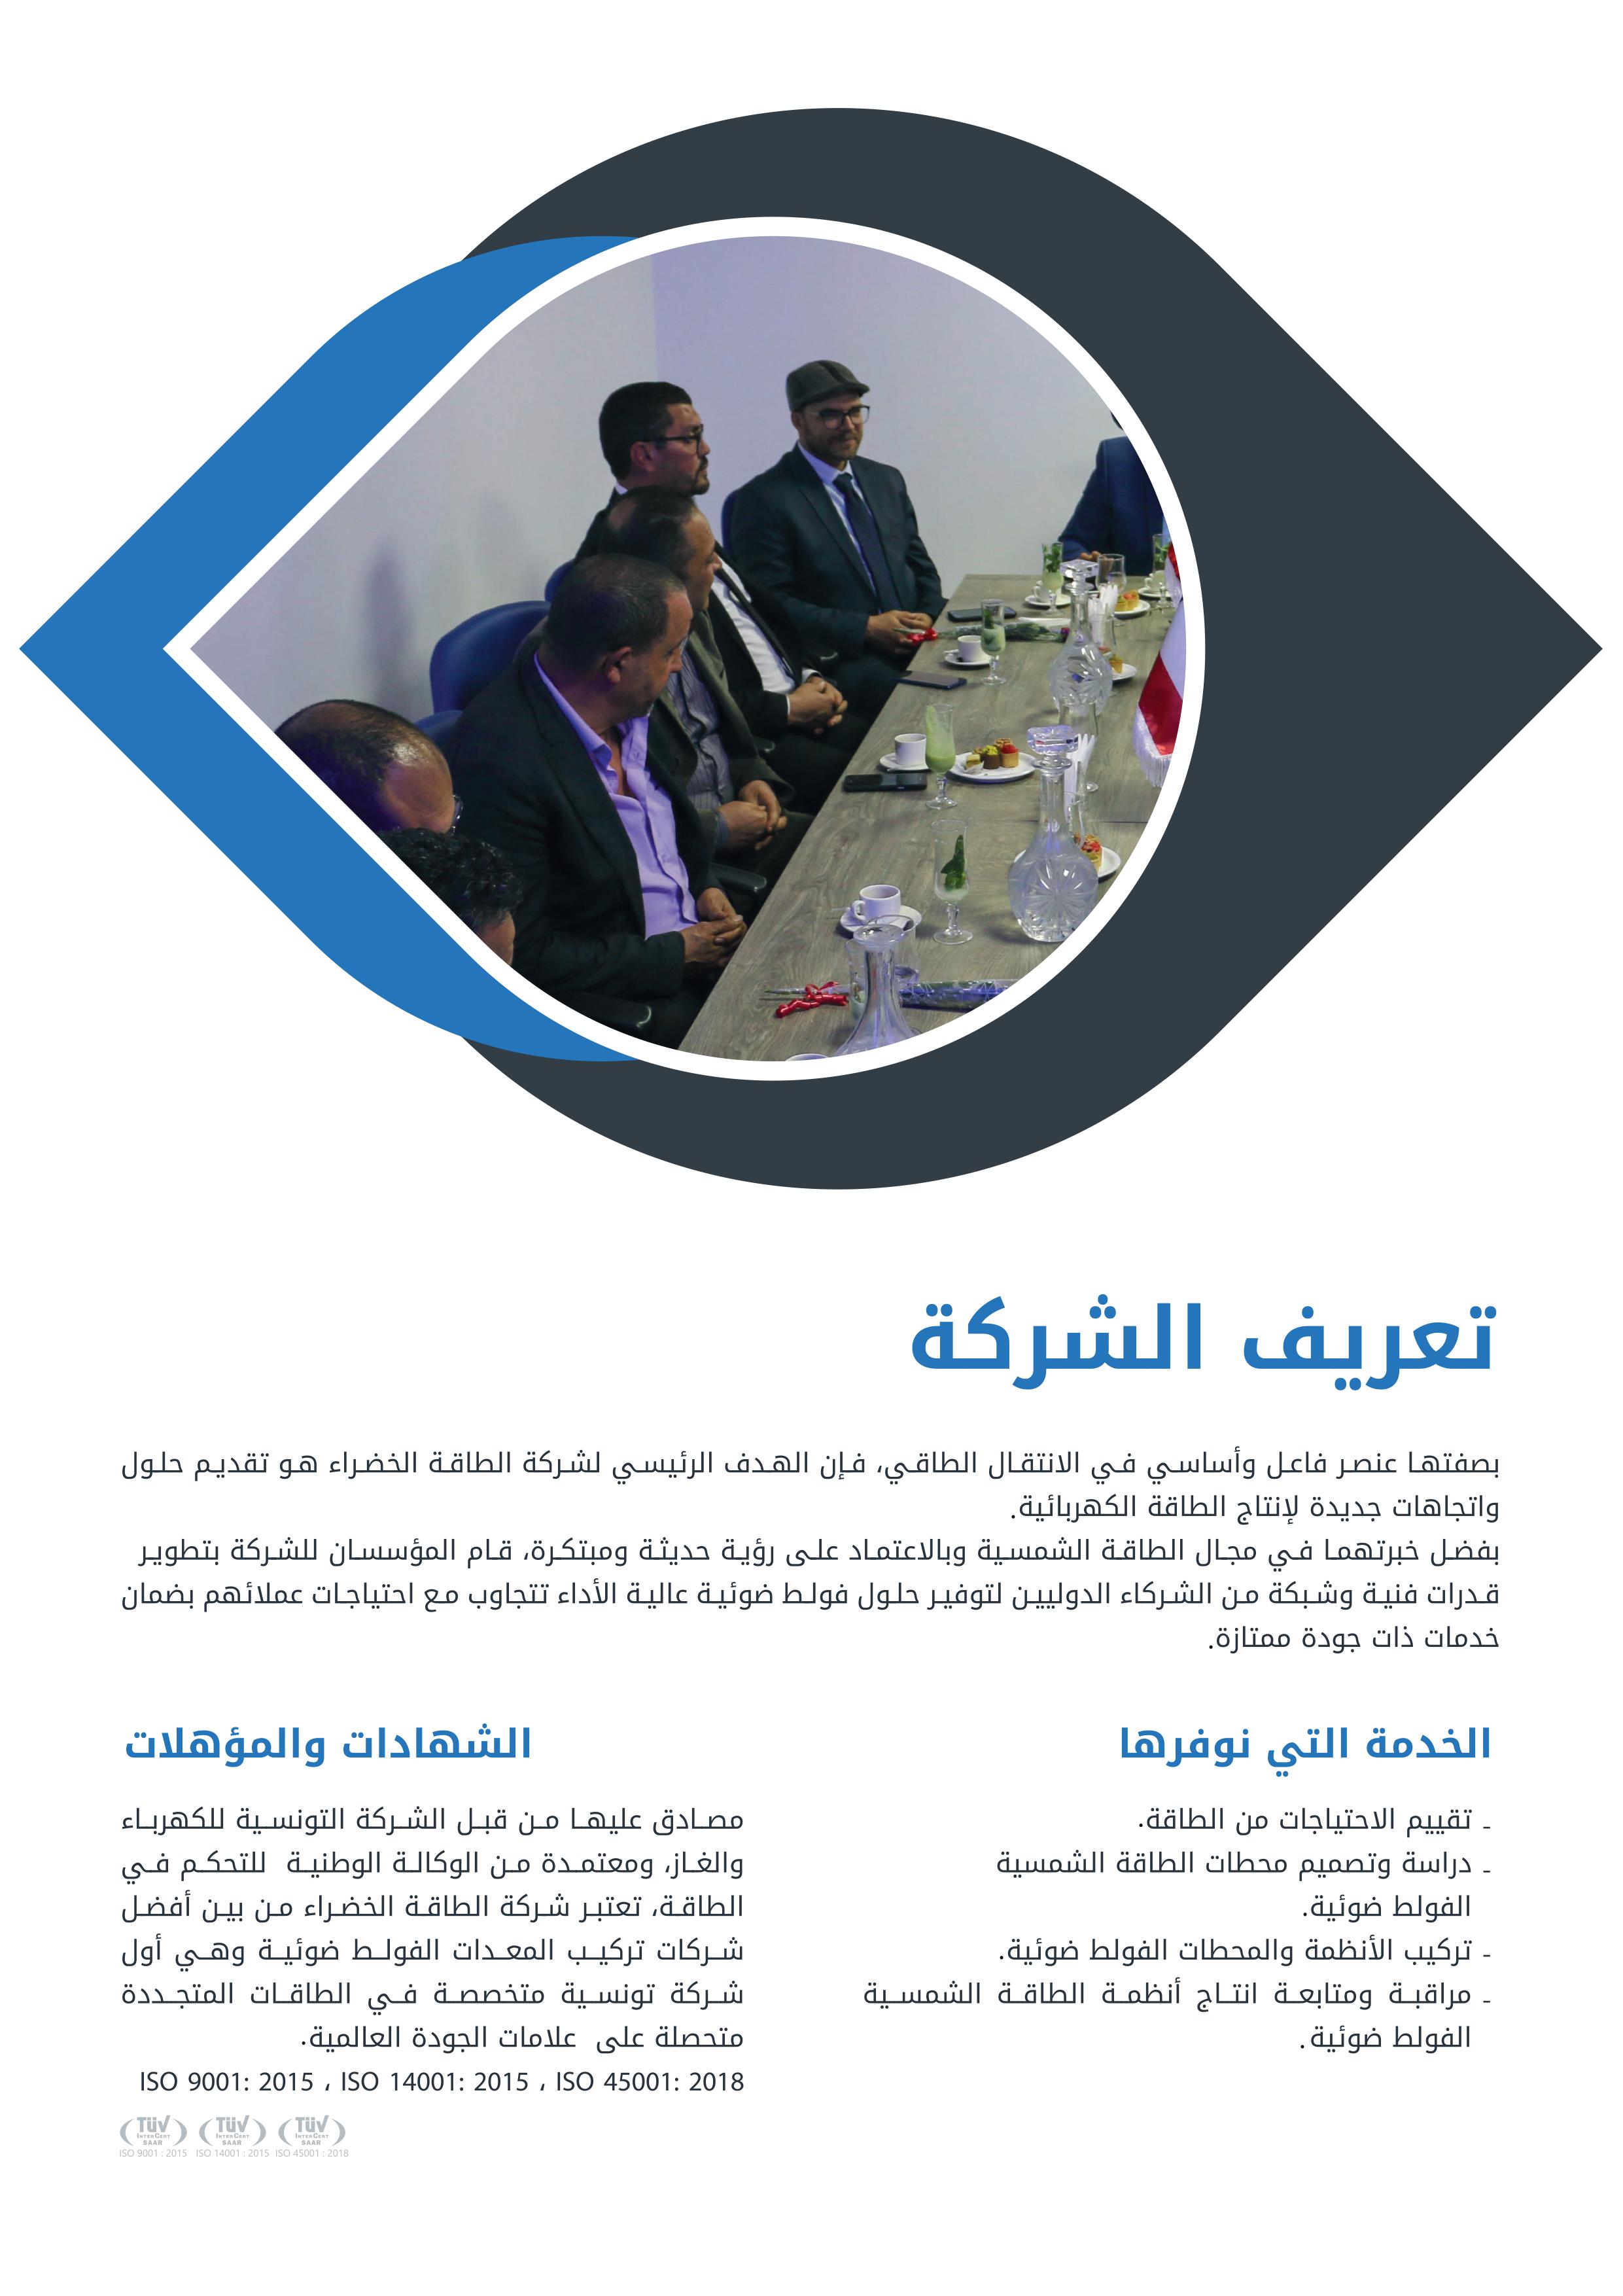 تعريف الشركة
بصفتها عنصر فاعل وأساسي في الانتقال الطاقي، فإن الهدف الرئيسي لشركة الطاقة الخضراء هو تقديم حلول
واتجاهات جديدة لإنتاج الطاقة الكهربائية.
بفضل خبرتهما في مجال الطاقة الشمسية وبالاعتماد على رؤية حديثة ومبتكرة، قام المؤسسان للشركة بتطوير
قدرات فنية وشبكة من الشركاء الدوليين لتوفير حلول فولط ضوئية عالية الأداء تتجاوب مع احتياجات عملائهم بضمان
خدمات ذات جودة ممتازة.
الخدمة التي نوفرها
- تقييم الاحتياجات من الطاقة.
- دراسة وتصميم محطات الطاقة الشمسية
الفولط ضوئية.
- تركيب الأنظمة والمحطات الفولط ضوئية.
- مراقبة ومتابعة انتاج أنظمة الطاقة الشمسية
الفولط ضوئية.
الشهادات والمؤهلات
مصادق عليها من قبل الشركة التونسية للكهرباء
والغاز، ومعتمدة من الوكالة الوطنية للتحكم في
الطاقة، تعتبر شركة الطاقة الخضراء من بين أفضل
شركات تركيب المعدات الفولط ضوئية وهي أول
شركة تونسية متخصصة في الطاقات المتجددة
متحصلة على علامات الجودة العالمية.
ISO 9001: 2015 ، ISO 14001: 2015 ، ISO 45001: 2018
TÜV TÜV TÜV
INTERCERT INTERCERT INTERCERT
SAAR SAAR SAAR
ISO 9001 : 2015 ISO 14001 : 2015 ISO 45001 : 2018